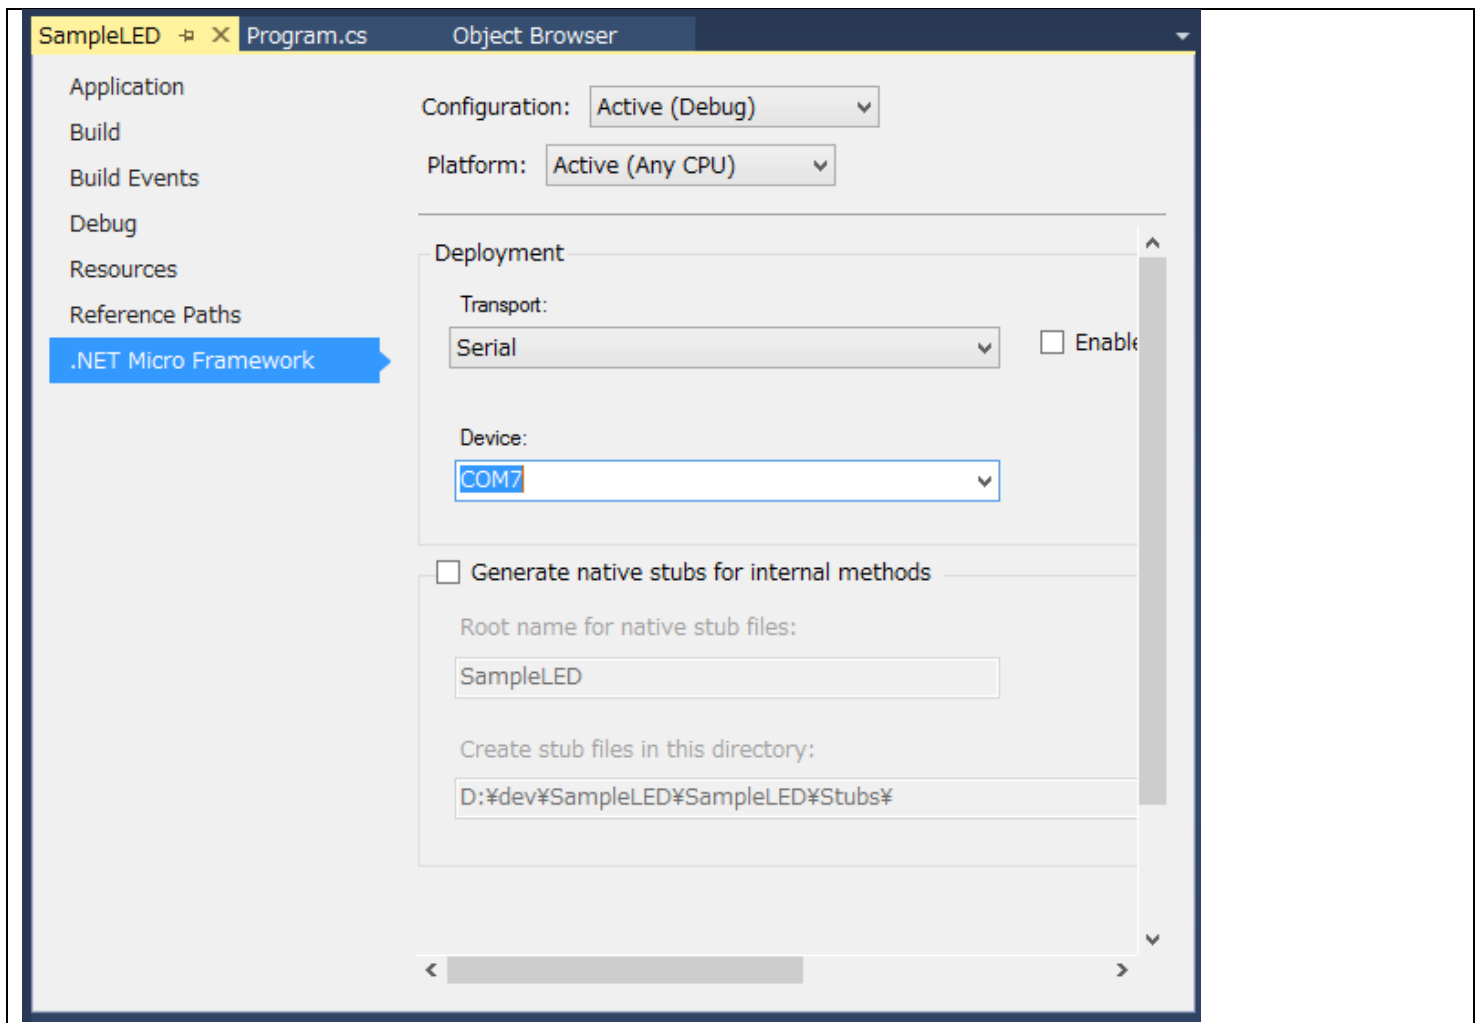 SampleLED Program.cs Object Browser
Application
Build
Build Events
Debug
Resources
Reference Paths
.NET Micro Framework
Configuration: Active (Debug)
Platform: Active (Any CPU)
Deployment
Transport:
Serial
Enable
Device:
COM7
Generate native stubs for internal methods
Root name for native stub files:
SampleLED
Create stub files in this directory:
D:¥dev¥SampleLED¥SampleLED¥Stubs¥